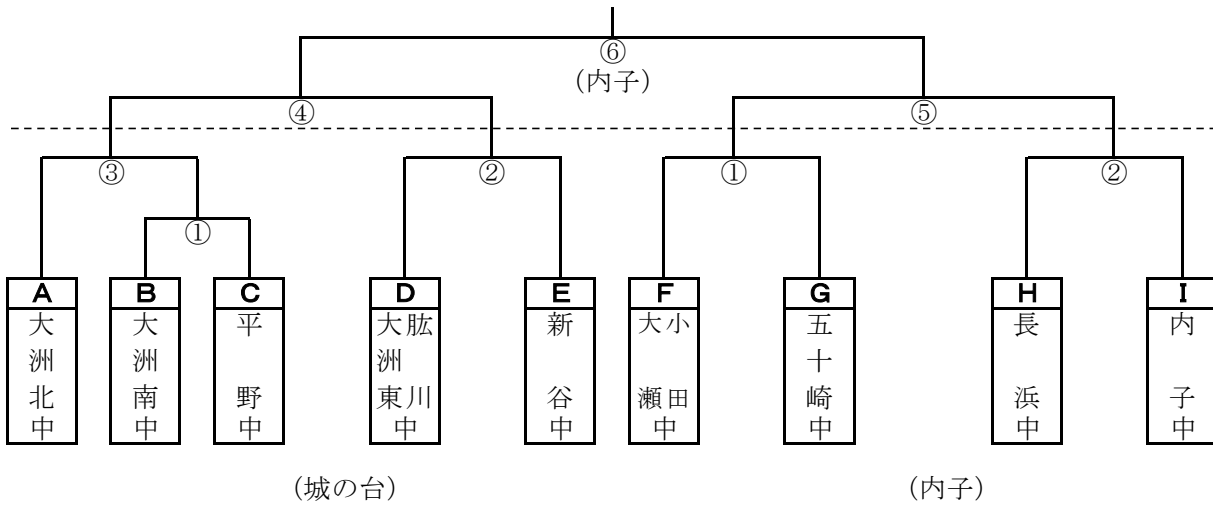 ⑥
(内子)
④
⑤
③
②
①
②
①
A
大洲北中
B
大洲南中
C
平野中
D
大洲東
肱川
中
E
新谷中
F
大瀬
小田
中
G
五十崎中
H
長浜中
I
内子中
(城の台)
(内子)